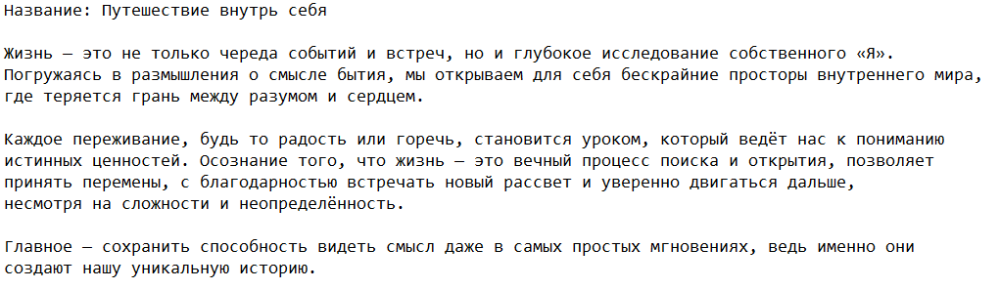 Название: Путешествие внутрь себя
Жизнь — это не только череда событий и встреч, но и глубокое исследование собственного «Я».
Погружаясь в размышления о смысле бытия, мы открываем для себя бескрайние просторы внутреннего мира,
где теряется грань между разумом и сердцем.
Каждое переживание, будь то радость или горечь, становится уроком, который ведёт нас к пониманию
истинных ценностей. Осознание того, что жизнь — это вечный процесс поиска и открытия, позволяет
принять перемены, с благодарностью встречать новый рассвет и уверенно двигаться дальше,
несмотря на сложности и неопределённость.
Главное — сохранить способность видеть смысл даже в самых простых мгновениях, ведь именно они
создают нашу уникальную историю.